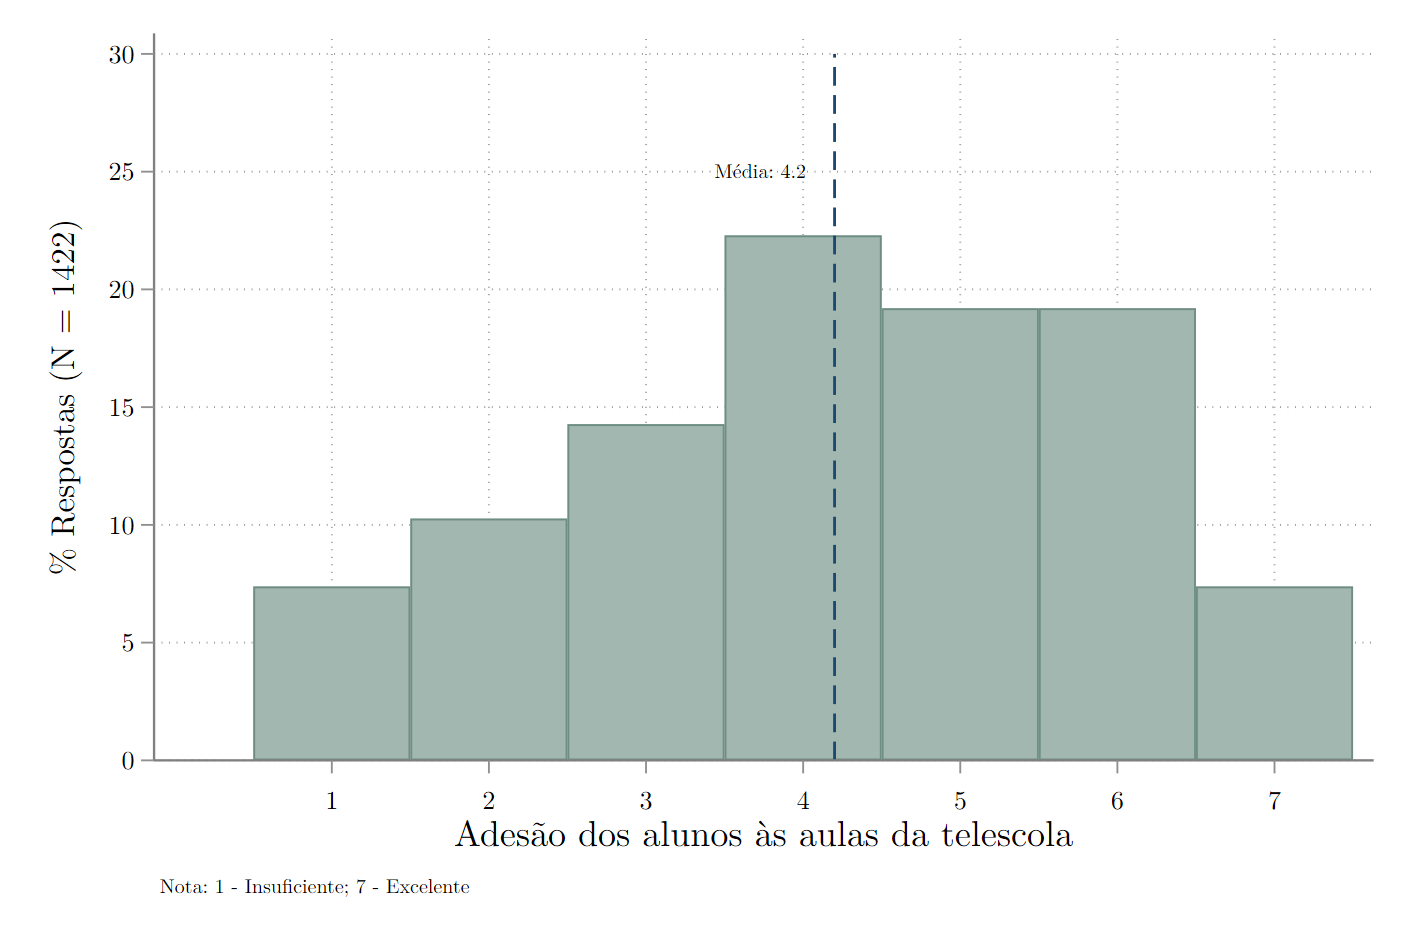 30
25
20
15
10
5
0
% Respostas (N = 1422)
Média: 4.2
1 2 3 4 5 6 7
Adesão dos alunos às aulas da telescola
Nota: 1 - Insuficiente; 7 - Excelente